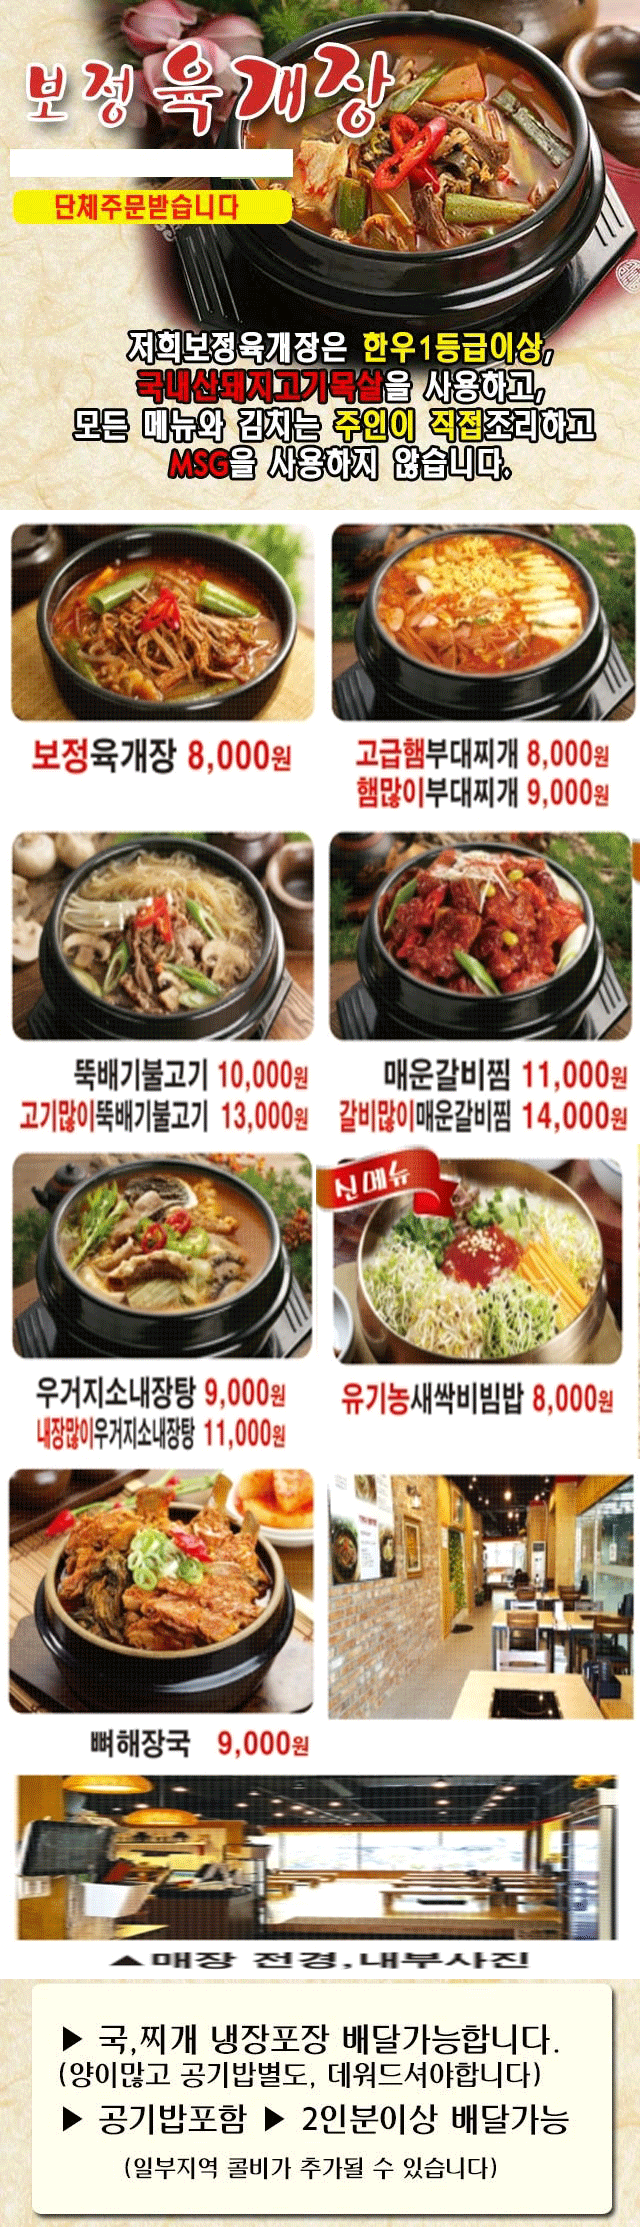 보정육개장
단체주문받습니다
저희보정육개장은 한우1등급이상,
국내산돼지고기목살을 사용하고,
모든 메뉴와 김치는 주인이 직접조리하고
MSG을 사용하지 않습니다.
보정육개장 8,000원
고급햄부대찌개 8,000원
햄많이부대찌개 9,000원
뚝배기불고기 10,000원
고기많이뚝배기불고기 13,000원
매운갈비찜 11,000원
갈비많이매운갈비찜 14,000원
우거지소내장탕 9,000원
내장많이우거지소내장탕 11,000원
신메뉴
유기농새싹비빔밥 8,000원
뼈해장국 9,000원
▲매장 전경,내부사진
▶ 국,찌개 냉장포장 배달가능합니다.
(양이많고 공기밥별도, 데워드셔야합니다)
▶ 공기밥포함 ▶ 2인분이상 배달가능
(일부지역 콜비가 추가될 수 있습니다)